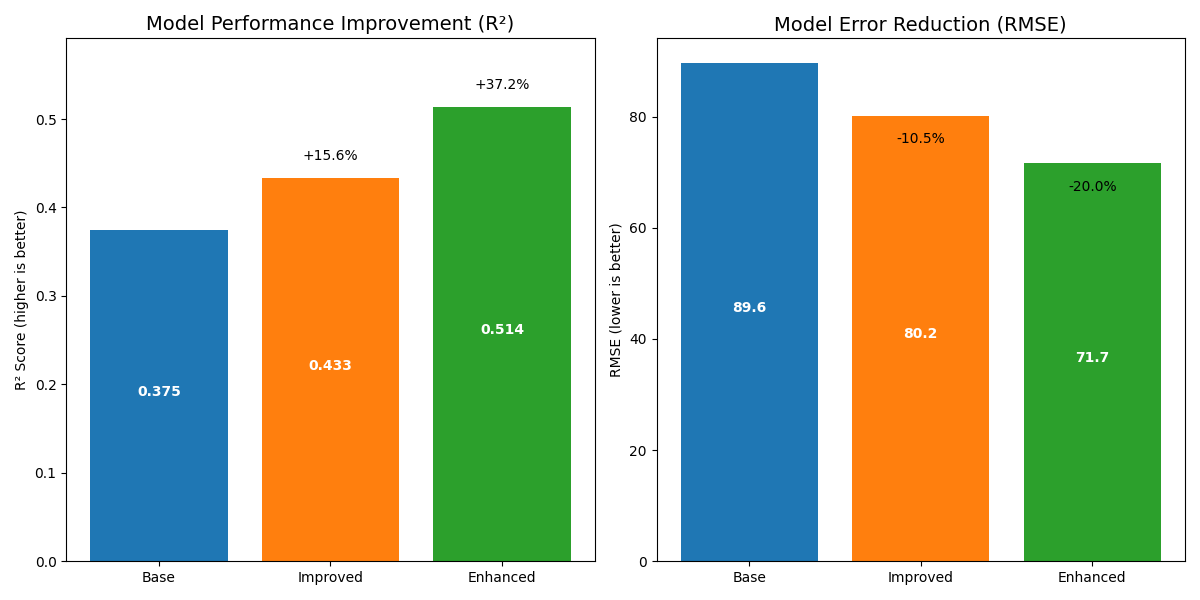 Model Performance Improvement (R²)
R² Score (higher is better)
0.5
0.4
0.3
0.2
0.1
0.0
+37.2%
+15.6%
0.514
0.433
0.375
Base
Improved
Enhanced
Model Error Reduction (RMSE)
RMSE (lower is better)
80
60
40
20
0
-10.5%
-20.0%
89.6
80.2
71.7
Base
Improved
Enhanced